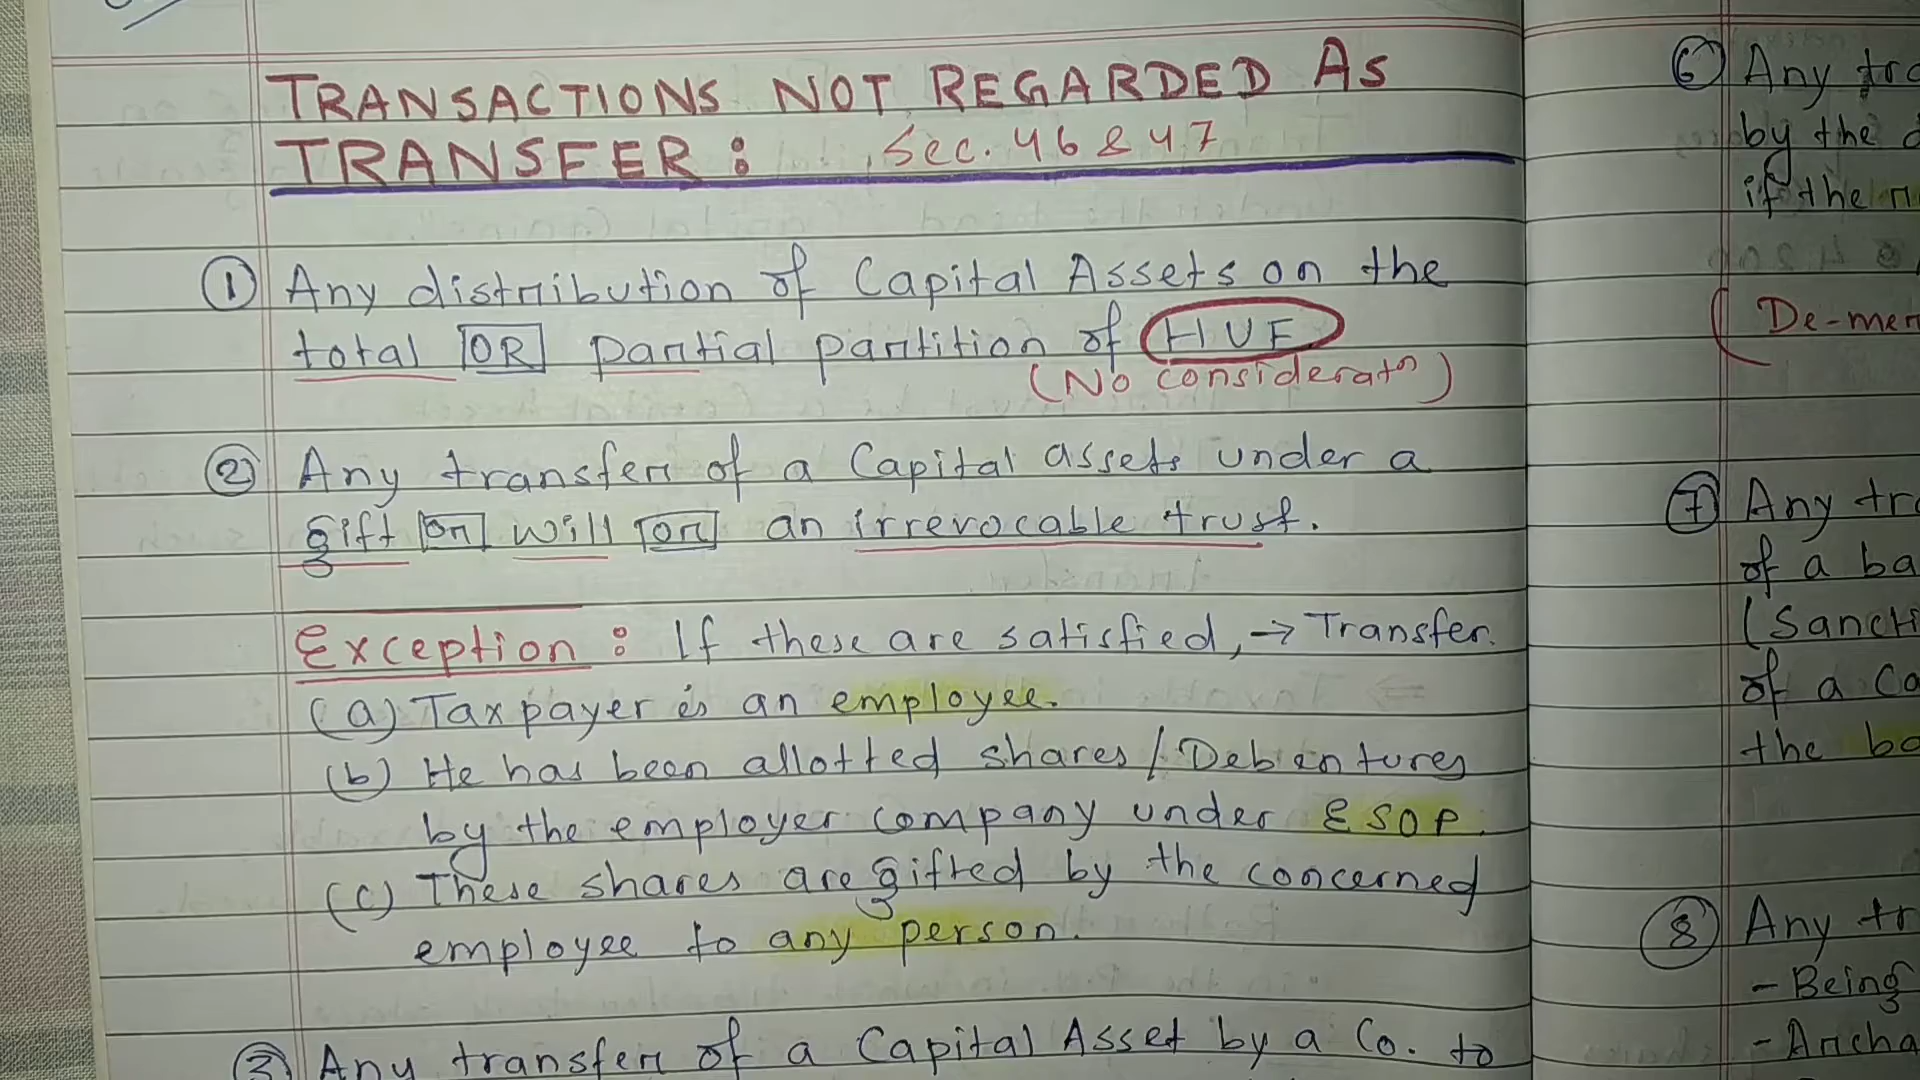 TRANSACTIONS NOT REGARDED AS
TRANSFER: Sec. 46 & 47
① Any distribution of Capital Assets on the
total OR partial partition of HUF
(No consideratn)
② Any transfer of a Capital assets under a
gift or will or an irrevocable trust.
Exception: If these are satisfied, → Transfer.
(a) Taxpayer is an employee.
(b) He has been allotted shares/Debentures
by the employer company under ESOP.
(c) These shares are gifted by the concerned
employee to any person.
③ Any transfer of a Capital Asset by a Co. to
⑥ Any
by the
if the
De-mer
⑦ Any
of a ba
(Sancti
of a Co
the ba
⑧ Any tr
- Being
- Archa